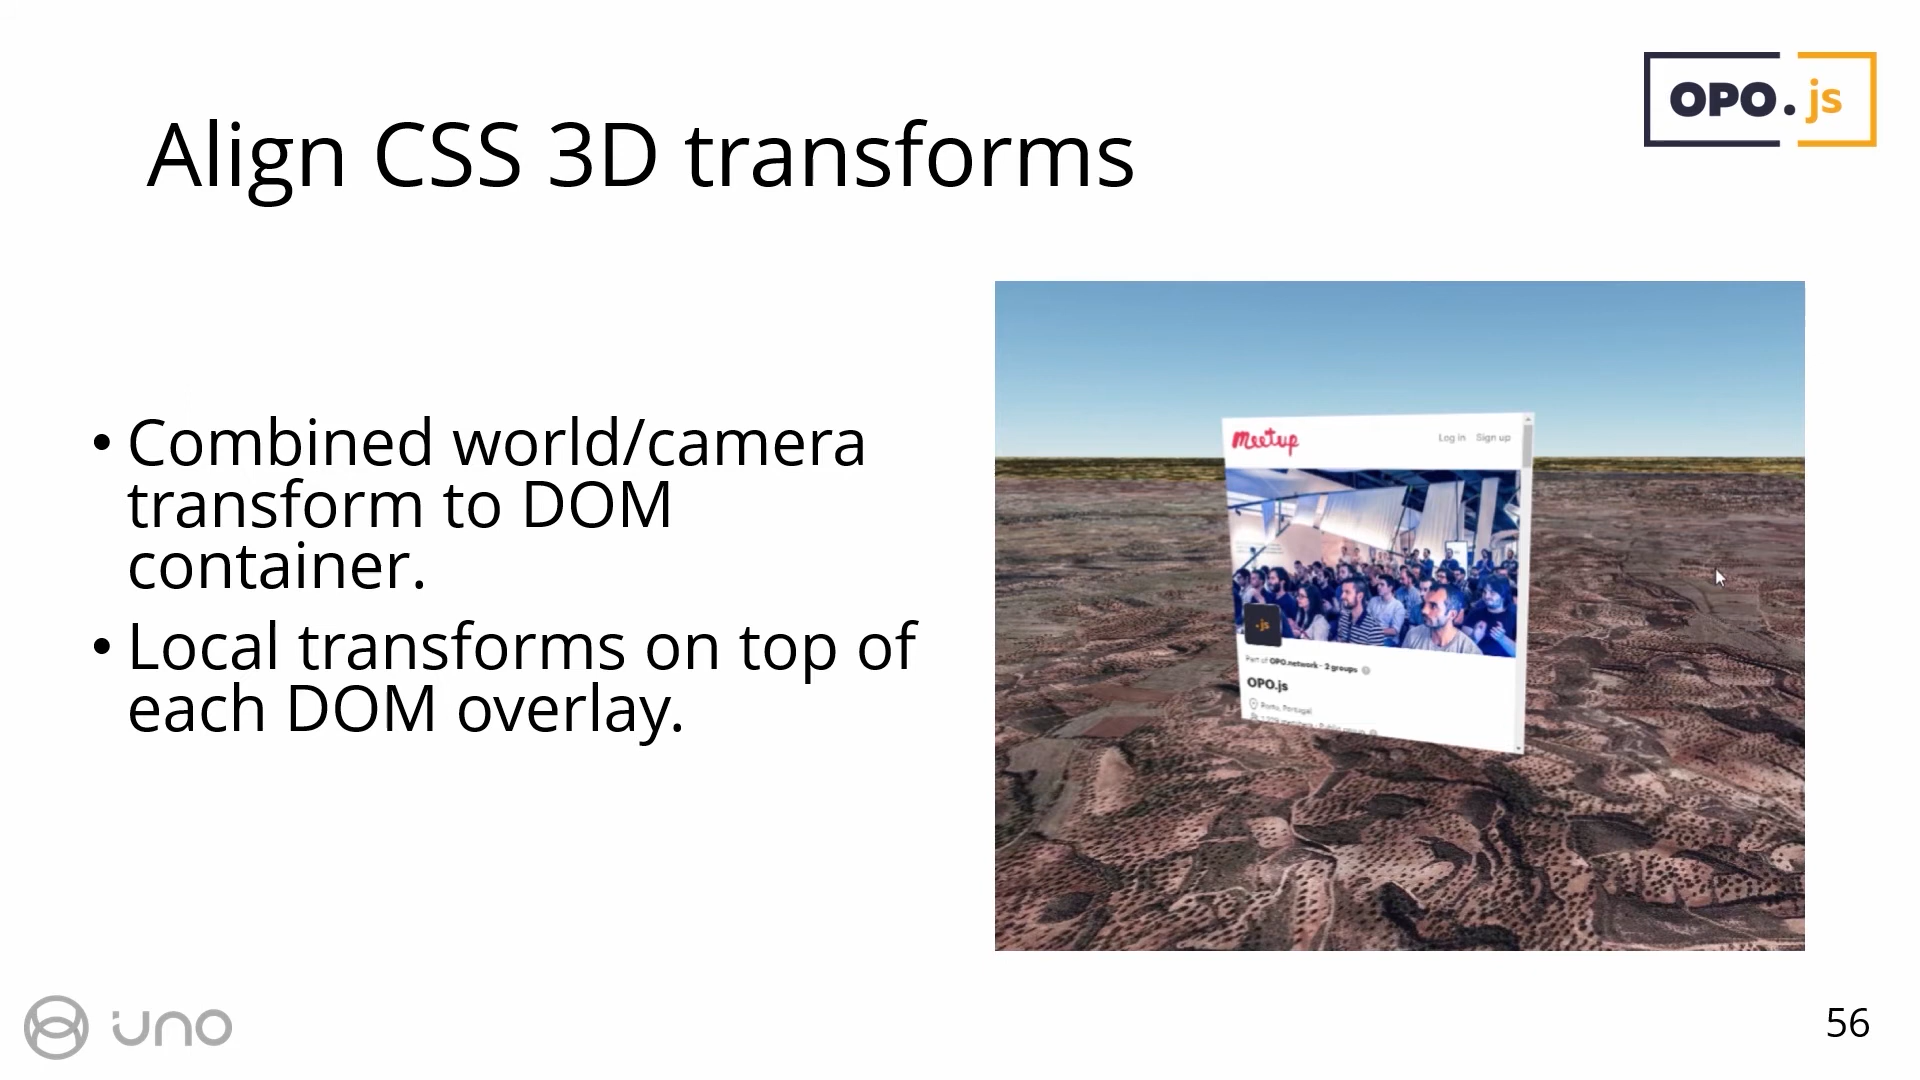 OPO.js
Align CSS 3D transforms
• Combined world/camera
transform to DOM
container.
• Local transforms on top of
each DOM overlay.
Meetup
Log in Sign up
.js
Part of OPO.network - 2 groups
OPO.js
Porto, Portugal
uno
56